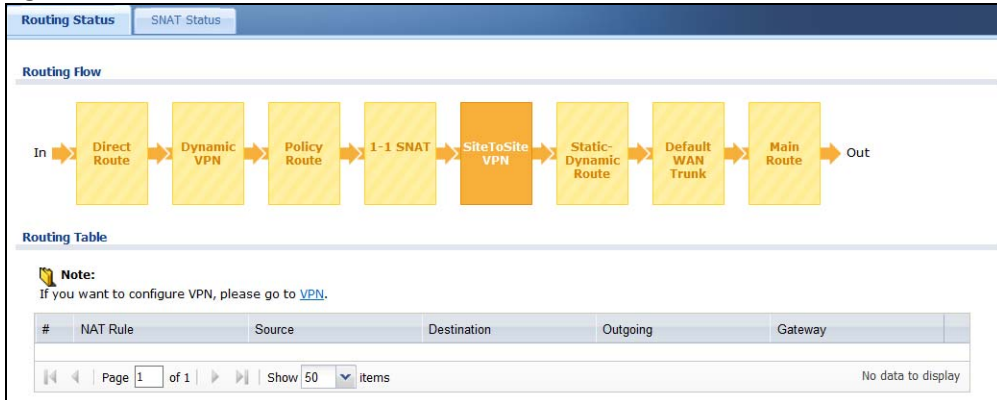 Routing Status
SNAT Status
Routing Flow
In
Direct
Route
Dynamic
VPN
Policy
Route
1-1 SNAT
SiteToSite
VPN
Static-
Dynamic
Route
Default
WAN
Trunk
Main
Route
Out
Routing Table
Note:
If you want to configure VPN, please go to VPN.
# NAT Rule Source Destination Outgoing Gateway
Page 1 of 1 Show 50 items No data to display